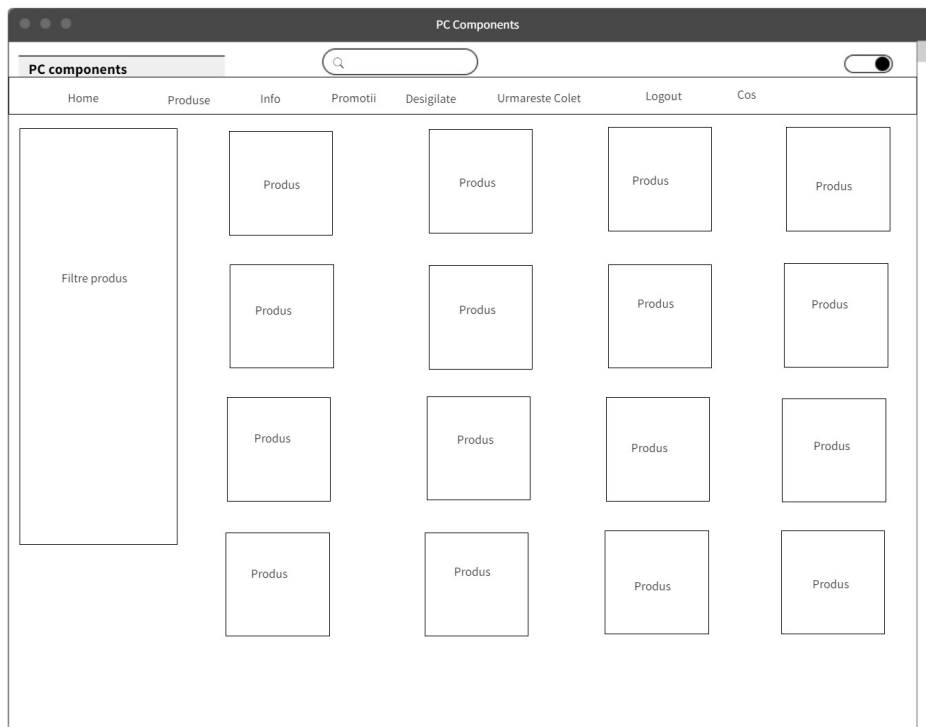 PC Components
PC components
Home Produse Info Promotii Desigilate Urmareste Colet Logout Cos
Produs Produs Produs Produs
Filtre produs
Produs Produs Produs Produs
Produs Produs Produs Produs
Produs Produs Produs Produs